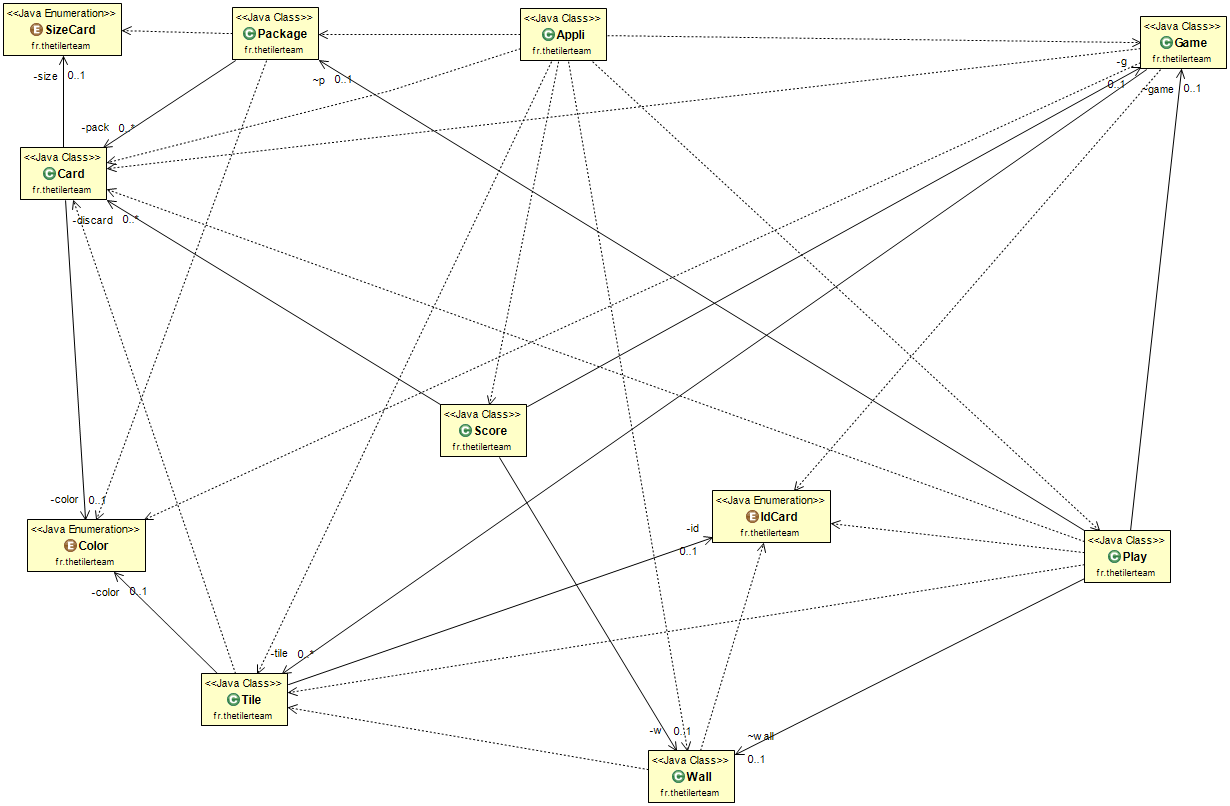 <<Java Enumeration>>
SizeCard
fr.thetilerteam
<<Java Class>>
Package
fr.thetilerteam
<<Java Class>>
Appli
fr.thetilerteam
<<Java Class>>
Game
fr.thetilerteam
-size 0..1
~p 0..1
-g
0..1
~game 0..1
-pack 0..*
<<Java Class>>
Card
fr.thetilerteam
-discard 0..*
<<Java Class>>
Score
fr.thetilerteam
-color 0..1
<<Java Enumeration>>
Color
fr.thetilerteam
<<Java Enumeration>>
IdCard
fr.thetilerteam
-id
0..1
<<Java Class>>
Play
fr.thetilerteam
-color 0..1
-tile 0..*
<<Java Class>>
Tile
fr.thetilerteam
-w 0..1
~wall
0..1
<<Java Class>>
Wall
fr.thetilerteam